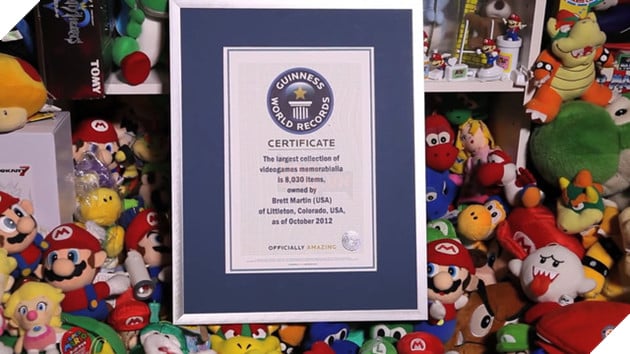 TOMY
GUINNESS
WORLD RECORDS
CERTIFICATE
The largest collection of
videogames memorabilia
is 8,030 items,
owned by
Brett Martin (USA)
of Littleton, Colorado, USA,
as of October 2012
OFFICIALLY AMAZING